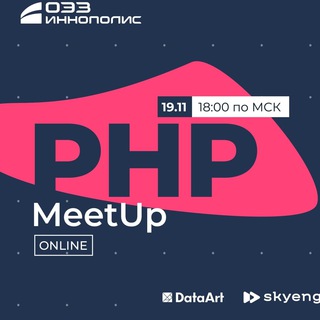 ОЭЗ
ИННОПОЛИС
19.11 18:00 по МСК
PHP
MeetUp
ONLINE
DataArt skyeng